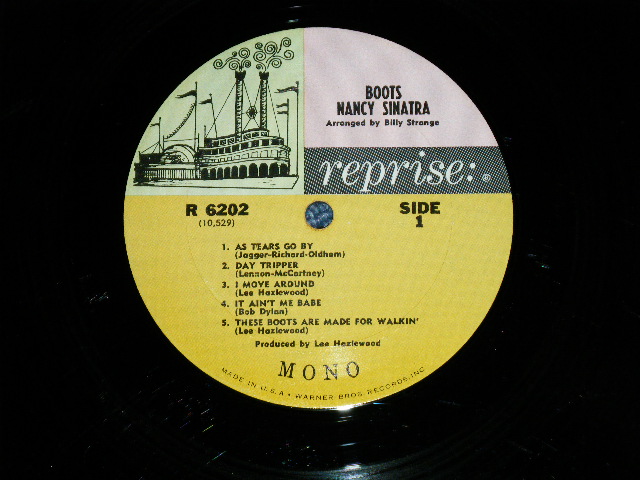 BOOTS
NANCY SINATRA
Arranged by Billy Strange
reprise:®
R 6202
(10,529)
SIDE
1
1. AS TEARS GO BY
(Jagger-Richard-Oldham)
2. DAY TRIPPER
(Lennon-McCartney)
3. I MOVE AROUND
(Lee Hazlewood)
4. IT AIN'T ME BABE
(Bob Dylan)
5. THESE BOOTS ARE MADE FOR WALKIN'
(Lee Hazlewood)
Produced by Lee Hazlewood
MONO
MADE IN U.S.A • WARNER BROS RECORDS, INC